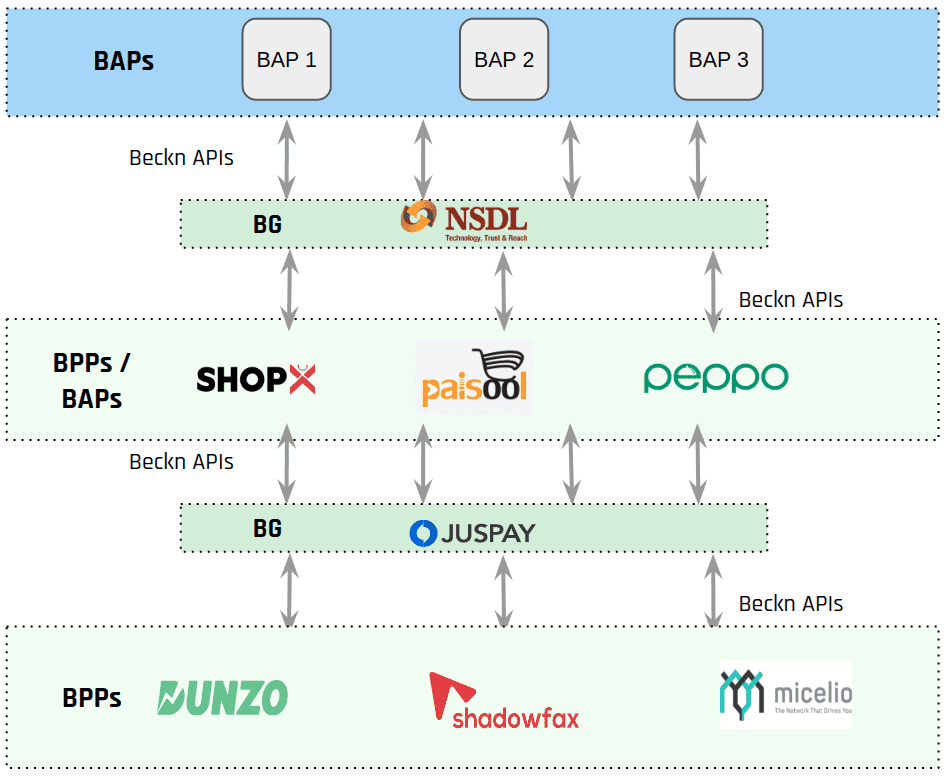 BAPs
BAP 1
BAP 2
BAP 3
Beckn APIs
BG
NSDL
Technology, Trust & Reach
Beckn APIs
BPPs /
BAPs
SHOPX
paisool
peppo
Beckn APIs
BG
JUSPAY
Beckn APIs
BPPs
DUNZO
shadowfax
micelio
The Network That Drives You